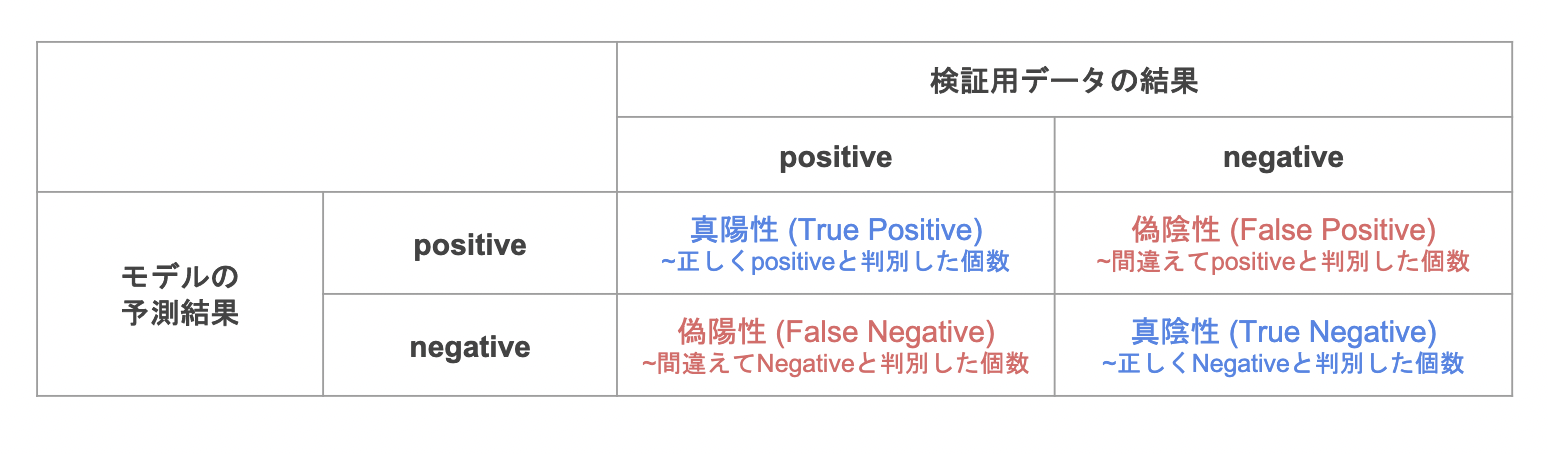 検証用データの結果
positive
negative
モデルの
予測結果
positive
真陽性 (True Positive)
~正しくpositiveと判別した個数
偽陰性 (False Positive)
~間違えてpositiveと判別した個数
negative
偽陽性 (False Negative)
~間違えてNegativeと判別した個数
真陰性 (True Negative)
~正しくNegativeと判別した個数